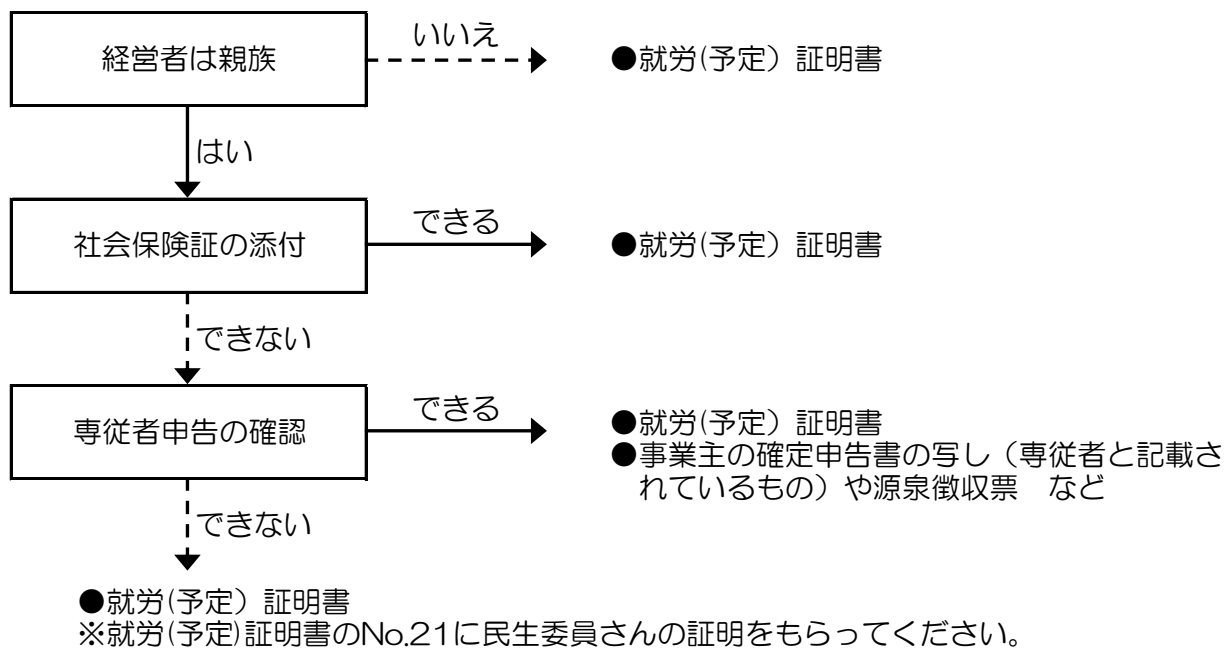 経営者は親族
いいえ
●就労(予定）証明書
はい
社会保険証の添付
できる
●就労(予定）証明書
できない
専従者申告の確認
できる
●就労(予定）証明書
●事業主の確定申告書の写し（専従者と記載さ
れているもの）や源泉徴収票　など
できない
●就労(予定）証明書
※就労(予定)証明書のNo.21に民生委員さんの証明をもらってください。